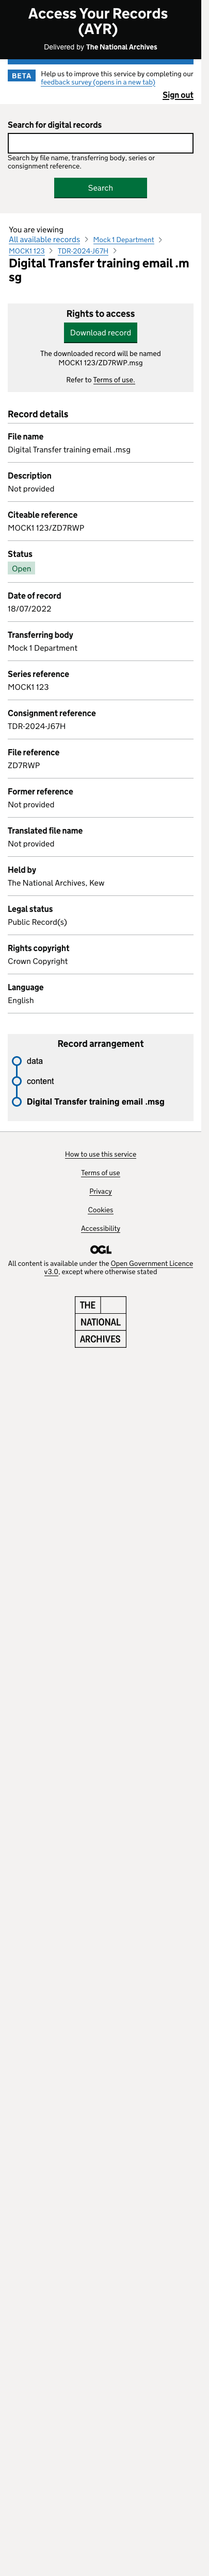 Access Your Records
(AYR)
Delivered by The National Archives
BETA
Help us to improve this service by completing our
feedback survey (opens in a new tab)
Sign out
Search for digital records
Search by file name, transferring body, series or
consignment reference.
Search
You are viewing
All available records > Mock 1 Department >
MOCK1 123 > TDR-2024-J67H >
Digital Transfer training email .m
sg
Rights to access
Download record
The downloaded record will be named
MOCK1 123/ZD7RWP.msg
Refer to Terms of use.
Record details
File name
Digital Transfer training email .msg
Description
Not provided
Citeable reference
MOCK1 123/ZD7RWP
Status
Open
Date of record
18/07/2022
Transferring body
Mock 1 Department
Series reference
MOCK1 123
Consignment reference
TDR-2024-J67H
File reference
ZD7RWP
Former reference
Not provided
Translated file name
Not provided
Held by
The National Archives, Kew
Legal status
Public Record(s)
Rights copyright
Crown Copyright
Language
English
Record arrangement
data
content
Digital Transfer training email .msg
How to use this service
Terms of use
Privacy
Cookies
Accessibility
OGL
All content is available under the Open Government Licence
v3.0, except where otherwise stated
THE
NATIONAL
ARCHIVES